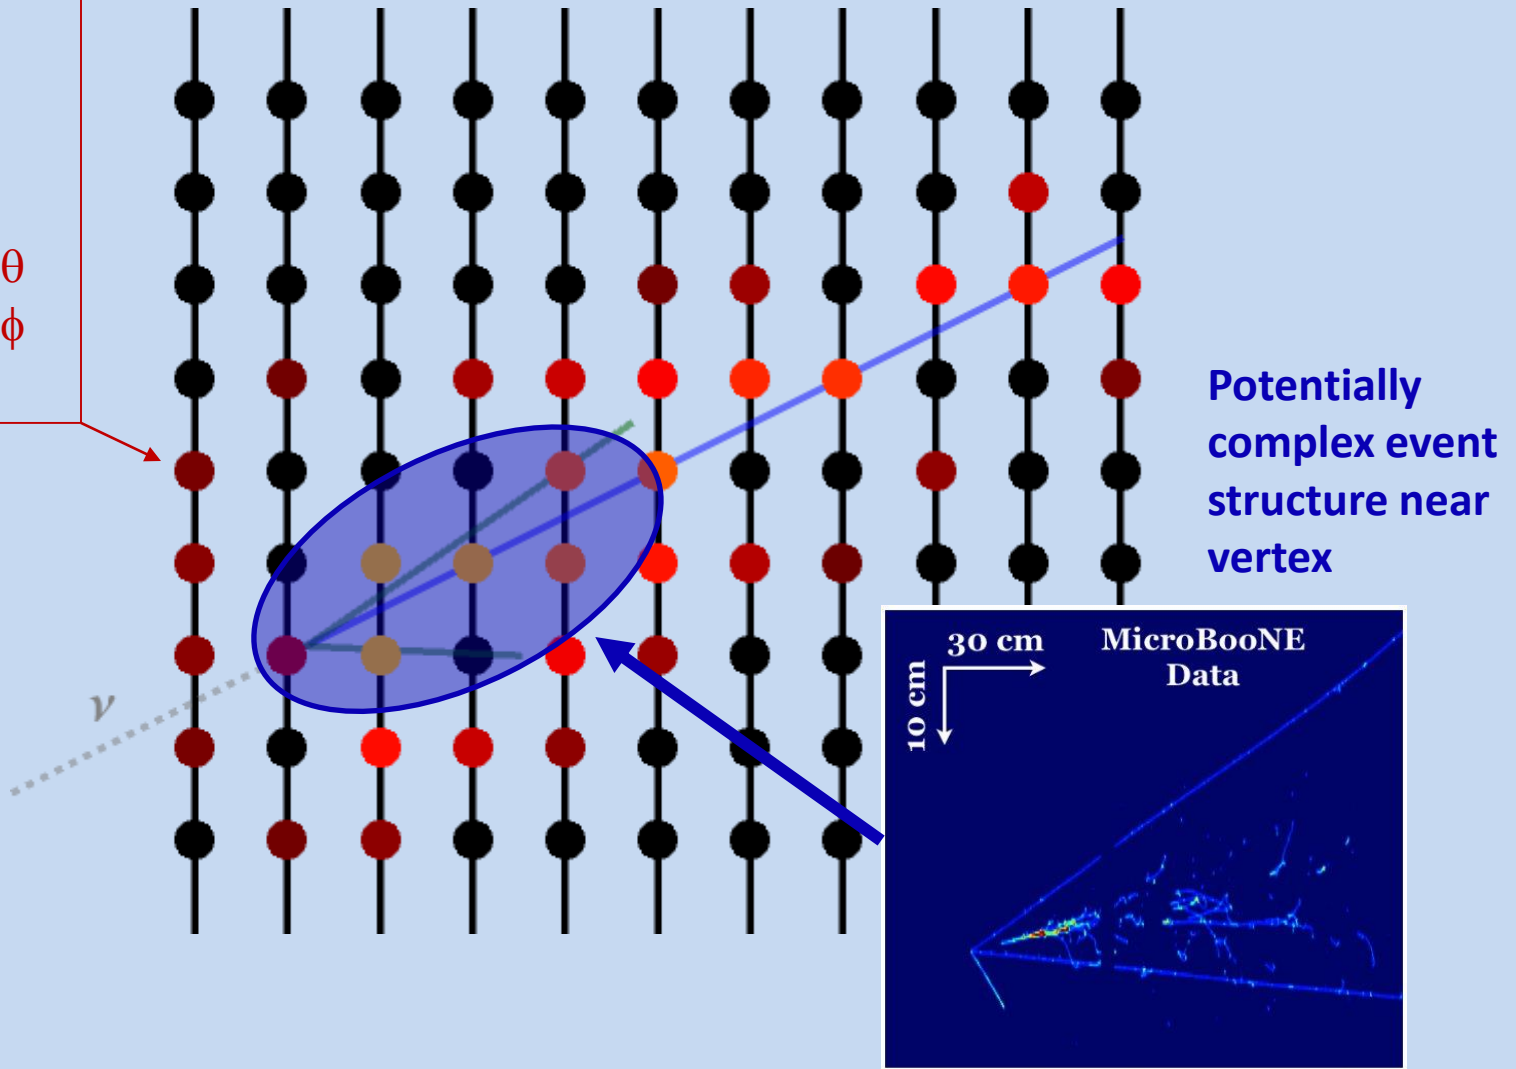 θ
ϕ
Potentially
complex event
structure near
vertex
ν
30 cm
10 cm
MicroBooNE
Data